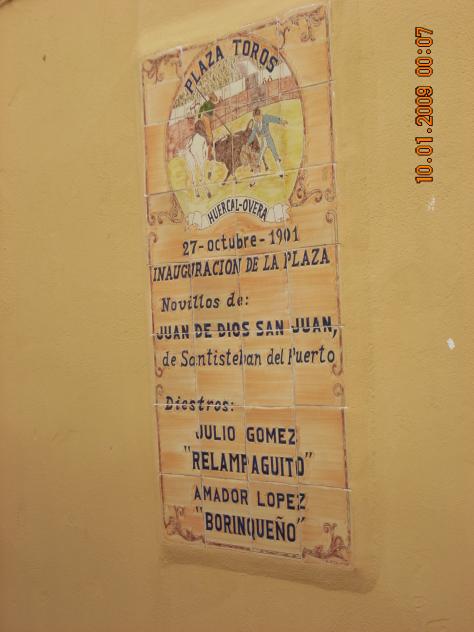 PLAZA TOROS
HUERCAL-OVERA
27-octubre-1901
INAUGURACION DE LA PLAZA
Novillos de:
JUAN DE DIOS SAN JUAN,
de Santisteban del Puerto
Diestros:
JULIO GOMEZ
"RELAMPAGUITO"
AMADOR LOPEZ
"BORINQUEÑO"
10.01.2009 00:07